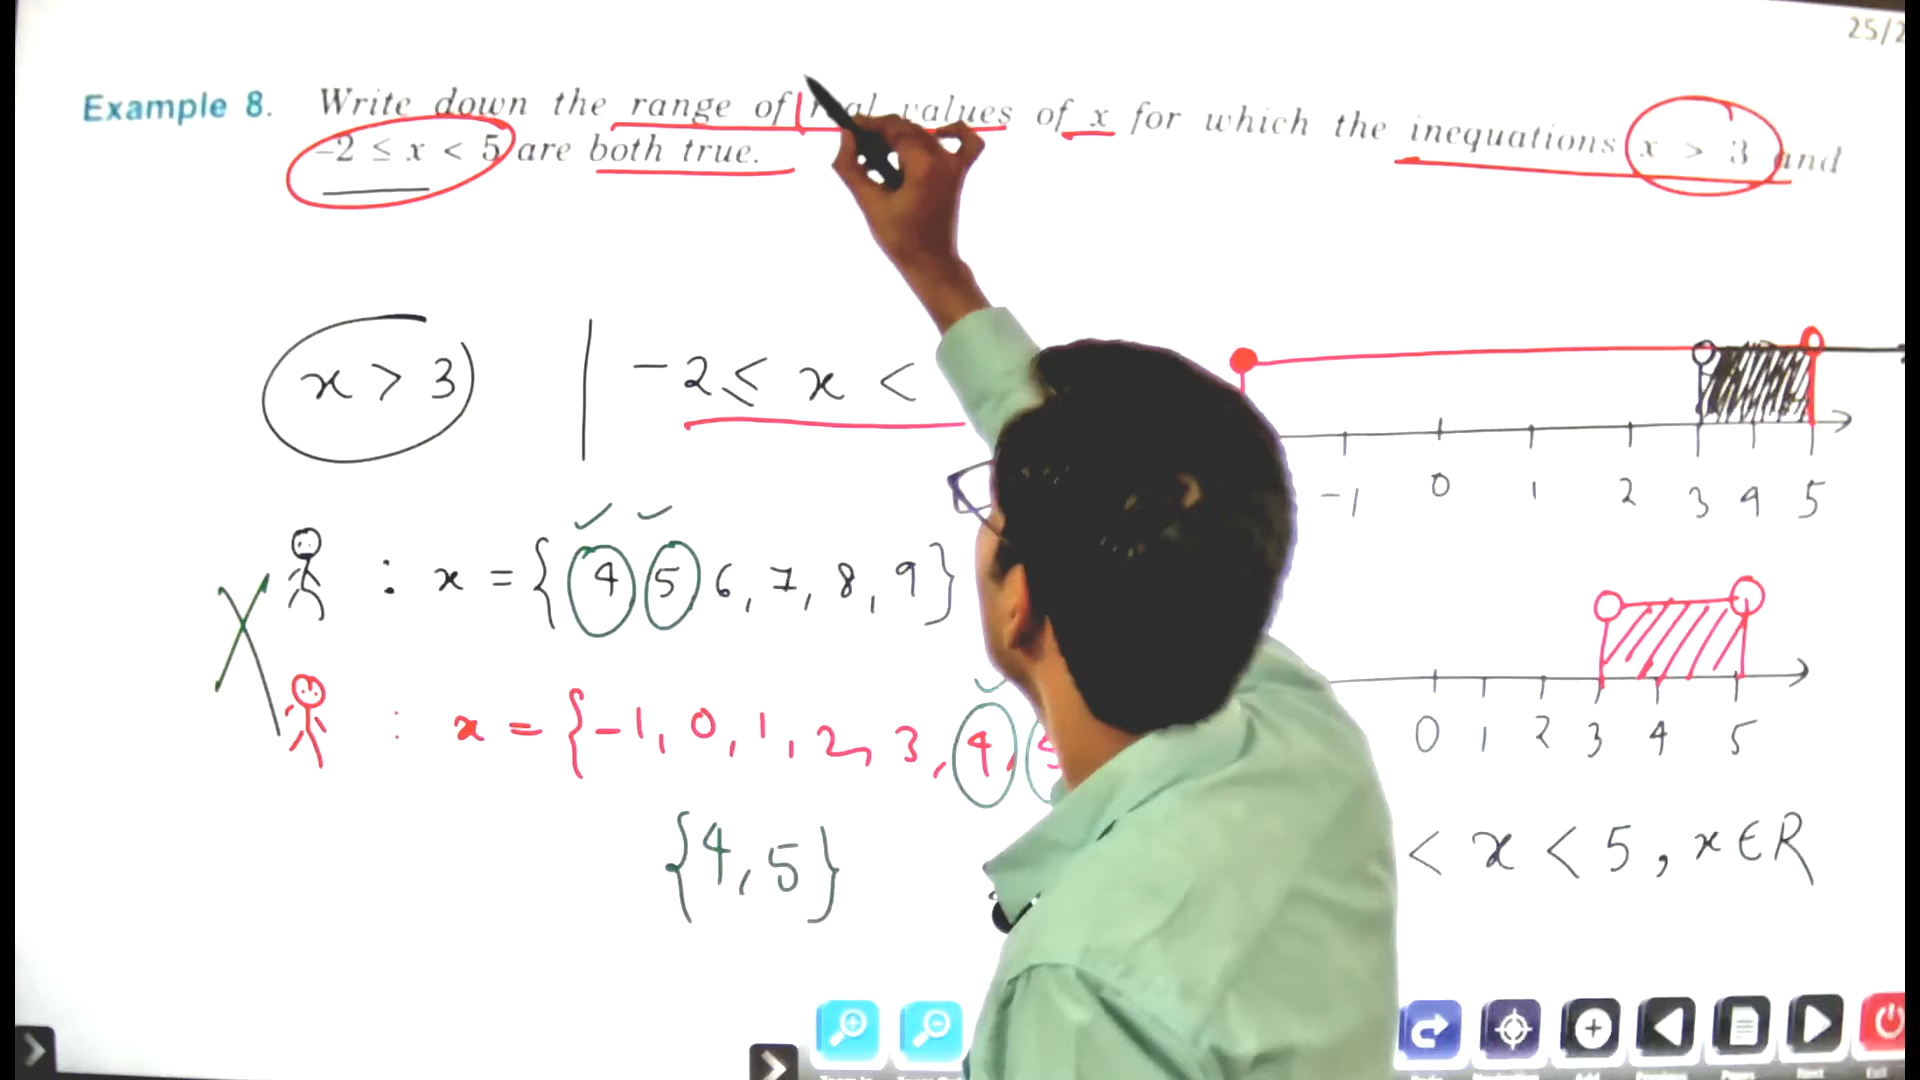 25/2
Example 8. Write down the range of values of x for which the inequations x > 3 and
-2 ≤ x < 5 are both true.
x > 3 | -2 ≤ x <
-1 0 1 2 3 4 5
: x = {4 5 6, 7, 8, 9}
: x = {-1, 0, 1, 2, 3, 4,
0 1 2 3 4 5
{4, 5}
< x < 5, x ∈ R